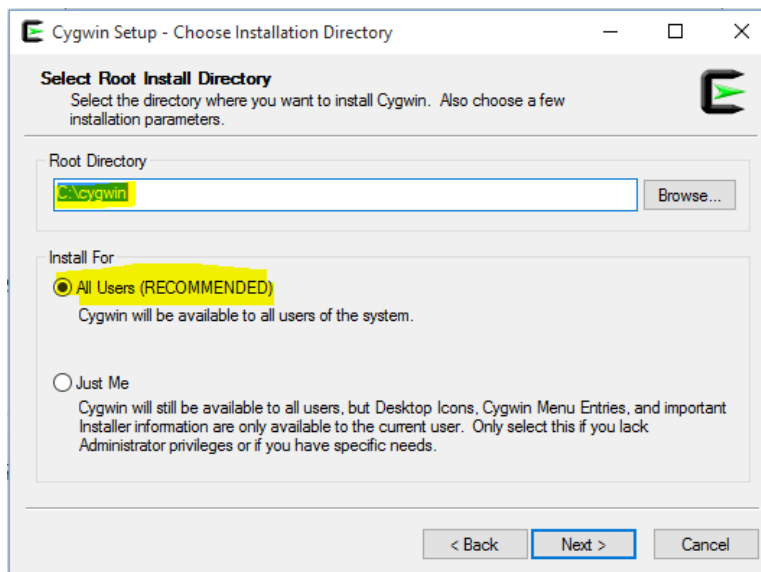 Cygwin Setup - Choose Installation Directory
Select Root Install Directory
Select the directory where you want to install Cygwin. Also choose a few
installation parameters.
Root Directory
C:\cygwin
Browse...
Install For
All Users (RECOMMENDED)
Cygwin will be available to all users of the system.
Just Me
Cygwin will still be available to all users, but Desktop Icons, Cygwin Menu Entries, and important
Installer information are only available to the current user. Only select this if you lack
Administrator privileges or if you have specific needs.
< Back
Next >
Cancel